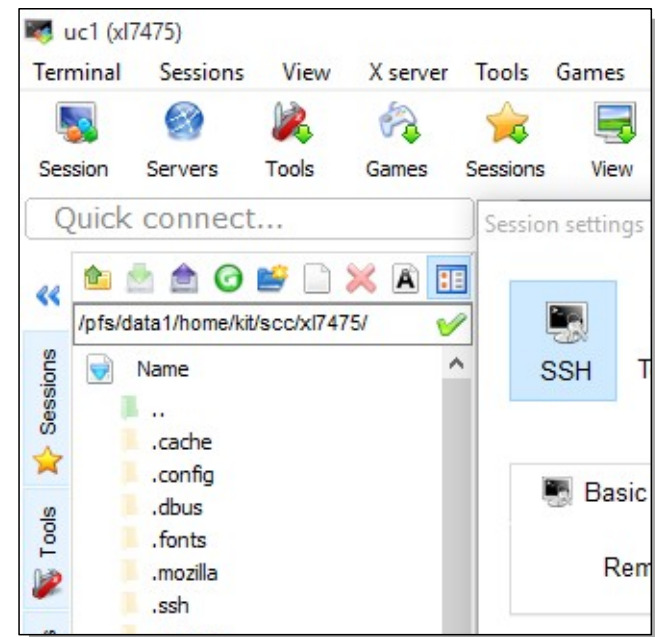 uc1 (xl7475)
Terminal Sessions View X server Tools Games
Session Servers Tools Games Sessions View
Quick connect...
Session settings
/pfs/data1/home/kit/scc/xl7475/
Name
..
.cache
.config
.dbus
.fonts
.mozilla
.ssh
Sessions
Tools
SSH
Basic